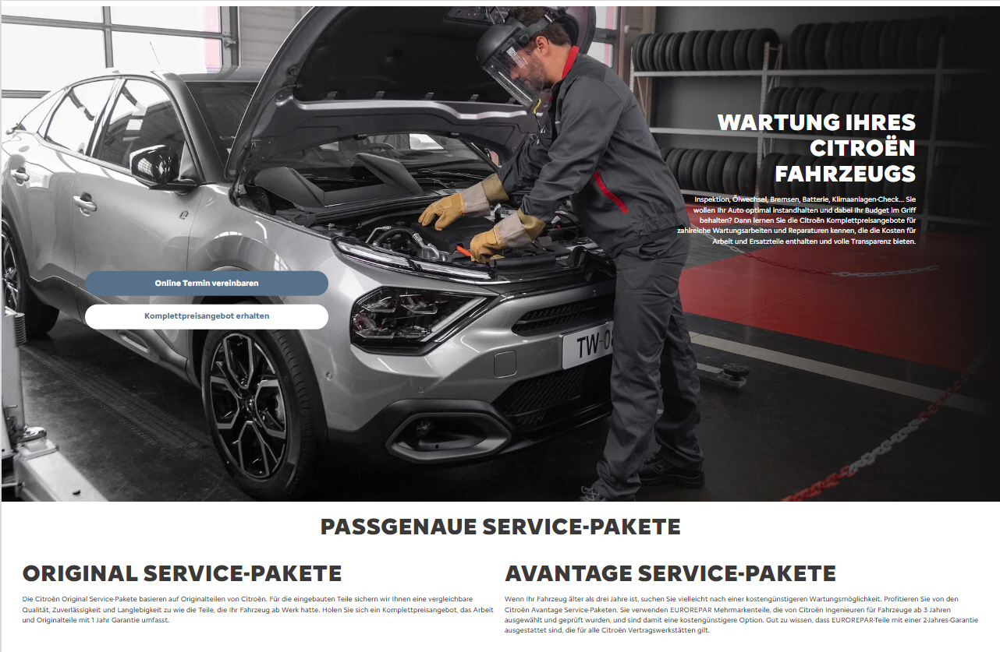 WARTUNG IHRES
CITROËN
FAHRZEUGS
Inspektion, Ölwechsel, Bremsen, Batterie, Klimaanlagen-Check... Sie
wollen Ihr Auto optimal instandhalten und dabei Ihr Budget im Griff
behalten? Dann lernen Sie die Citroën Komplettpreisangebote für
zahlreiche Wartungsarbeiten und Reparaturen kennen, die die Kosten für
Arbeit und Ersatzteile enthalten und volle Transparenz bieten.
Online Termin vereinbaren
Komplettpreisangebot erhalten
TW-0
PASSGENAUE SERVICE-PAKETE
ORIGINAL SERVICE-PAKETE
Die Citroën Original Service-Pakete basieren auf Originalteilen von Citroën. Für die eingebauten Teile sichern wir Ihnen eine vergleichbare
Qualität, Zuverlässigkeit und Langlebigkeit zu wie die Teile, die Ihr Fahrzeug ab Werk hatte. Holen Sie sich ein Komplettpreisangebot, das Arbeit
und Originalteile mit 1 Jahr Garantie umfasst.
AVANTAGE SERVICE-PAKETE
Wenn Ihr Fahrzeug älter als drei Jahre ist, suchen Sie vielleicht nach einer kostengünstigeren Wartungsmöglichkeit. Profitieren Sie von den
Citroën Avantage Service-Paketen. Sie verwenden EUROREPAR Mehrmarkenteile, die von Citroën Ingenieuren für Fahrzeuge ab 3 Jahren
ausgewählt und geprüft wurden, und sind damit eine kostengünstigere Option. Gut zu wissen, dass EUROREPAR-Teile mit einer 2-Jahres-Garantie
ausgestattet sind, die für alle Citroën Vertragswerkstätten gilt.